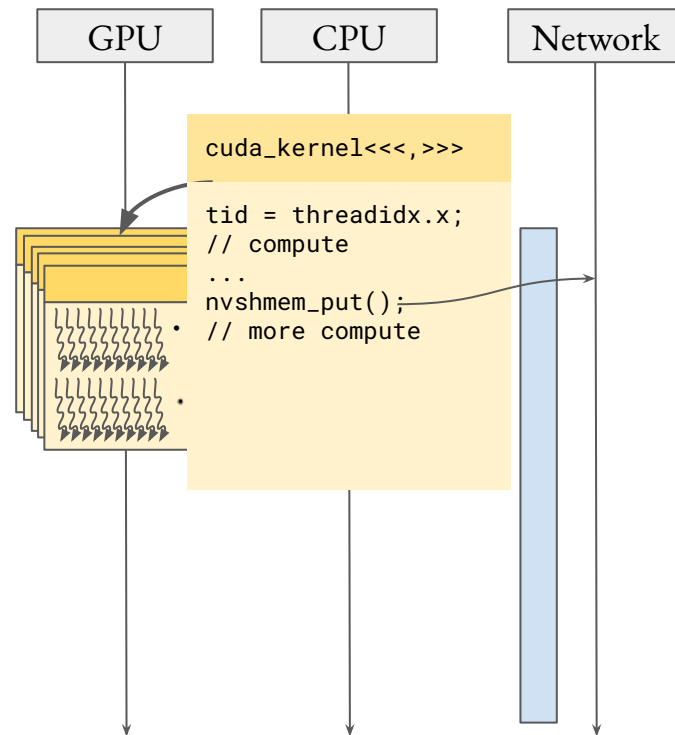 GPU
CPU
Network
cuda_kernel<<<,>>>
tid = threadidx.x;
// compute
...
nvshmem_put();
// more compute